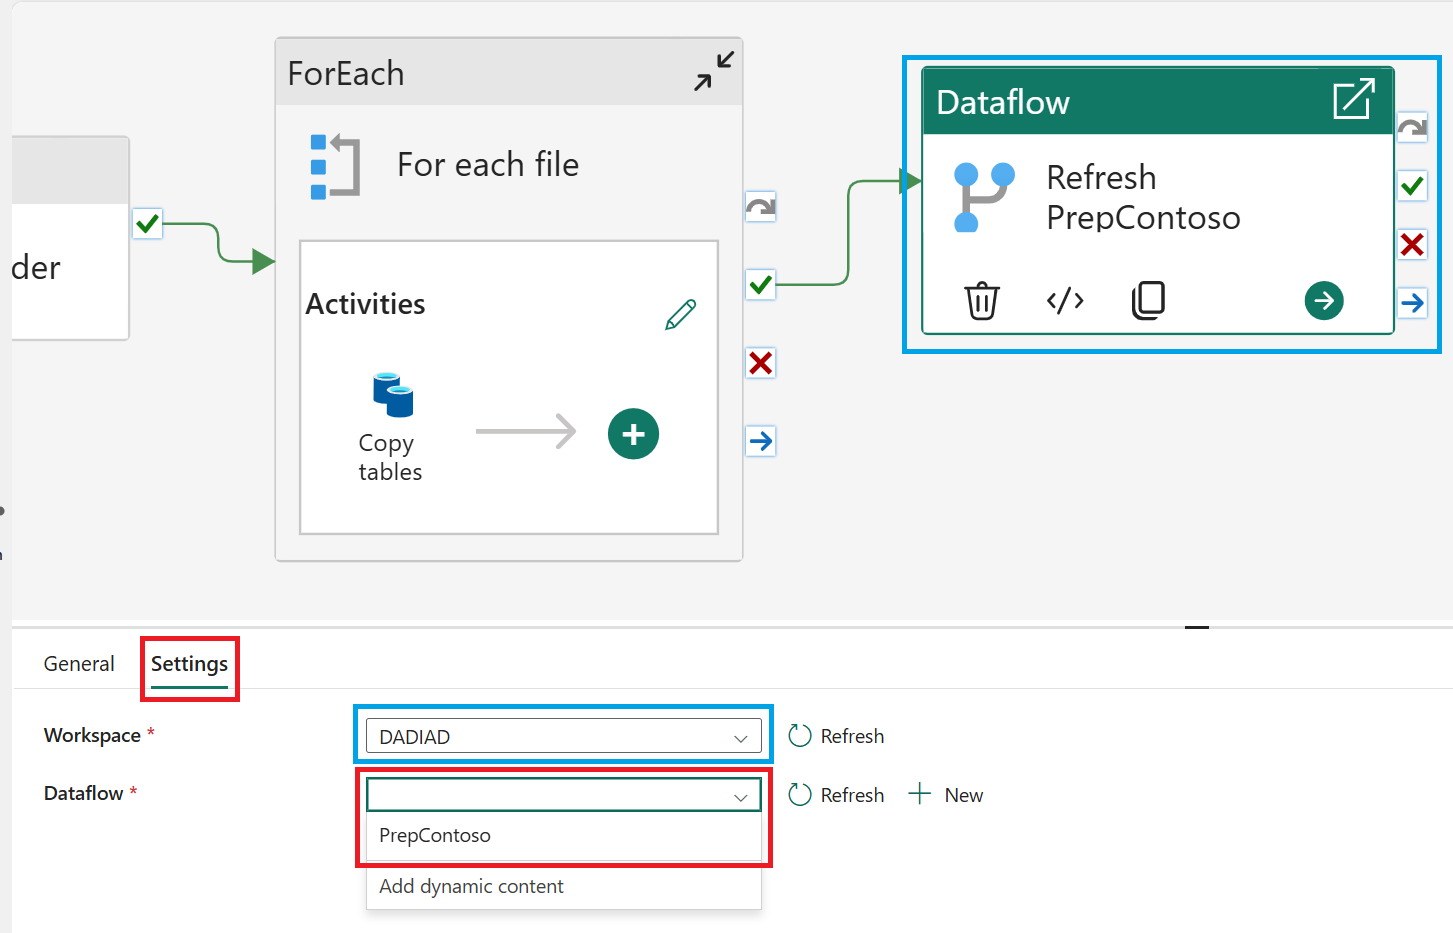 ForEach
For each file
der
Activities
Copy
tables
Dataflow
Refresh
PrepContoso
General
Settings
Workspace *
DADIAD
Refresh
Dataflow *
Refresh
New
PrepContoso
Add dynamic content